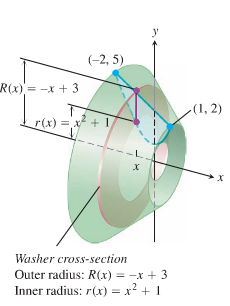 y
(−2, 5)
R(x) = −x + 3
(1, 2)
r(x) = x² + 1
x
x
Washer cross-section
Outer radius: R(x) = −x + 3
Inner radius: r(x) = x² + 1